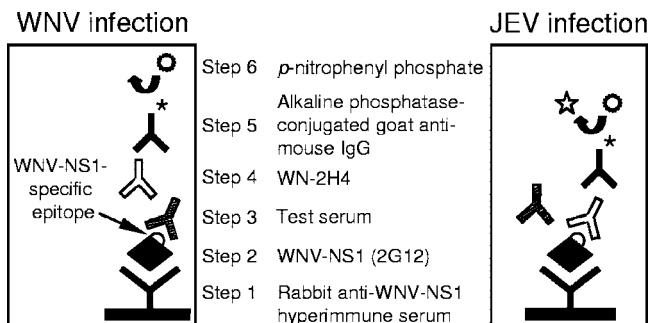 WNV infection
JEV infection
Step 6 p-nitrophenyl phosphate
Step 5 Alkaline phosphatase-
conjugated goat anti-
mouse IgG
WNV-NS1-
specific
epitope
Step 4 WN-2H4
Step 3 Test serum
Step 2 WNV-NS1 (2G12)
Step 1 Rabbit anti-WNV-NS1
hyperimmune serum
*
*